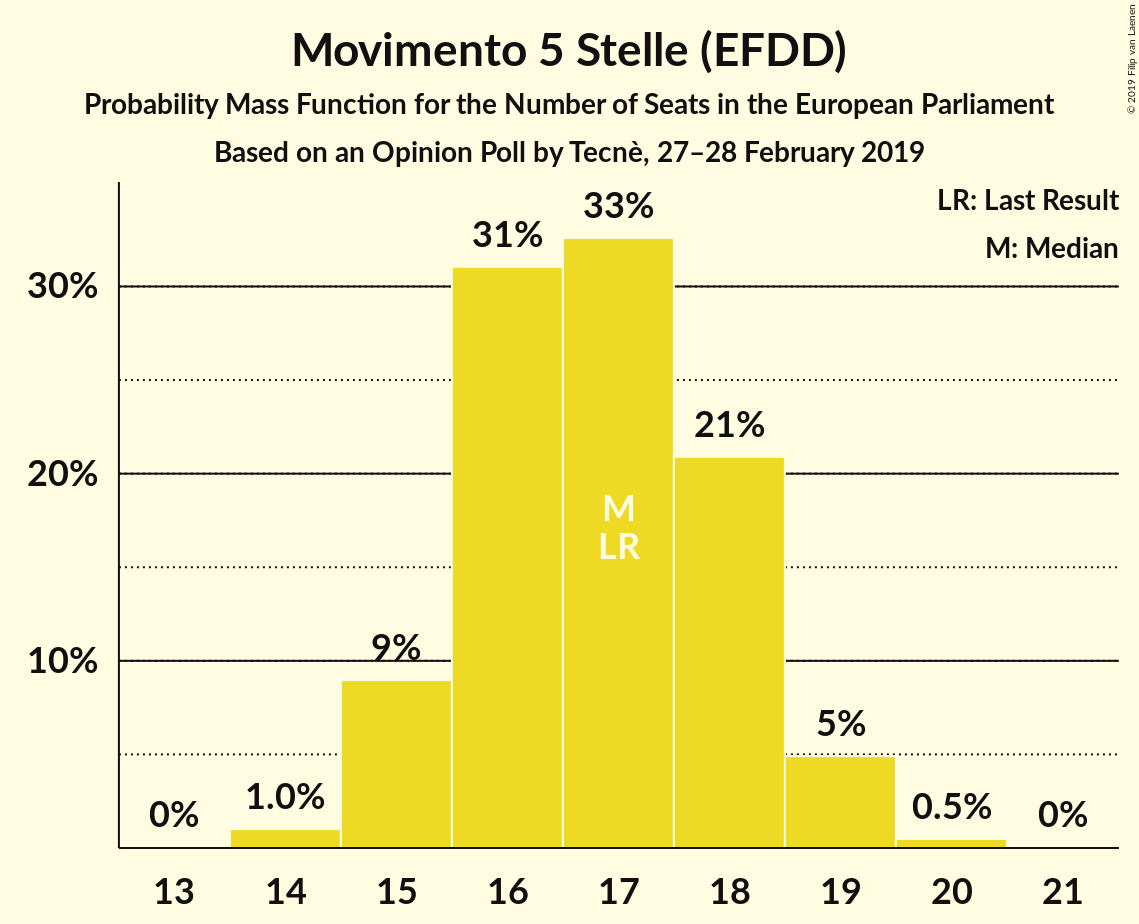 Movimento 5 Stelle (EFDD)
Probability Mass Function for the Number of Seats in the European Parliament
Based on an Opinion Poll by Tecnè, 27–28 February 2019
© 2019 Filip van Laenen
LR: Last Result
M: Median
30%
20%
10%
0%
1.0%
9%
31%
33%
21%
5%
0.5%
0%
M
LR
13
14
15
16
17
18
19
20
21